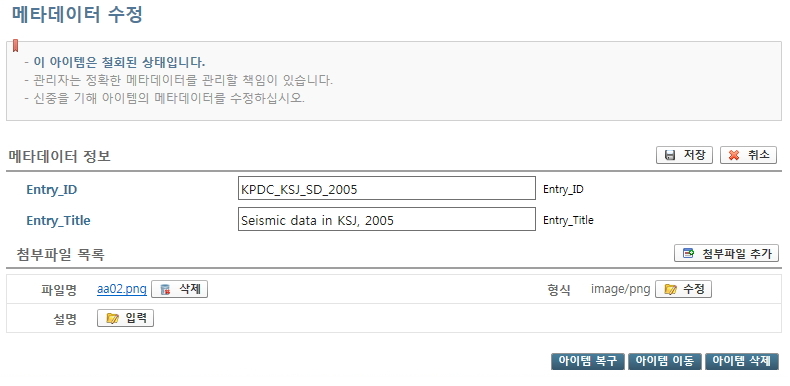 메타데이터 수정
- 이 아이템은 철회된 상태입니다.
- 관리자는 정확한 메타데이터를 관리할 책임이 있습니다.
- 신중을 기해 아이템의 메타데이터를 수정하십시오.
메타데이터 정보 저장 취소
Entry_ID KPDC_KSJ_SD_2005 Entry_ID
Entry_Title Seismic data in KSJ, 2005 Entry_Title
첨부파일 목록 첨부파일 추가
파일명 aa02.png 삭제 형식 image/png 수정
설명 입력
아이템 복구 아이템 이동 아이템 삭제